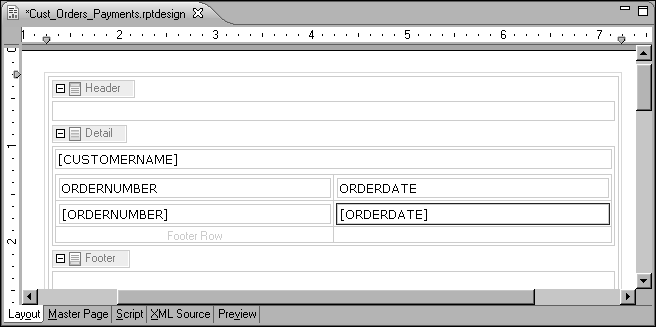 *Cust_Orders_Payments.rptdesign
1 2 3 4 5 6 7
Header
Detail
1
[CUSTOMERNAME]
ORDERNUMBER ORDERDATE
[ORDERNUMBER] [ORDERDATE]
Footer Row
2
Footer
Layout Master Page Script XML Source Preview